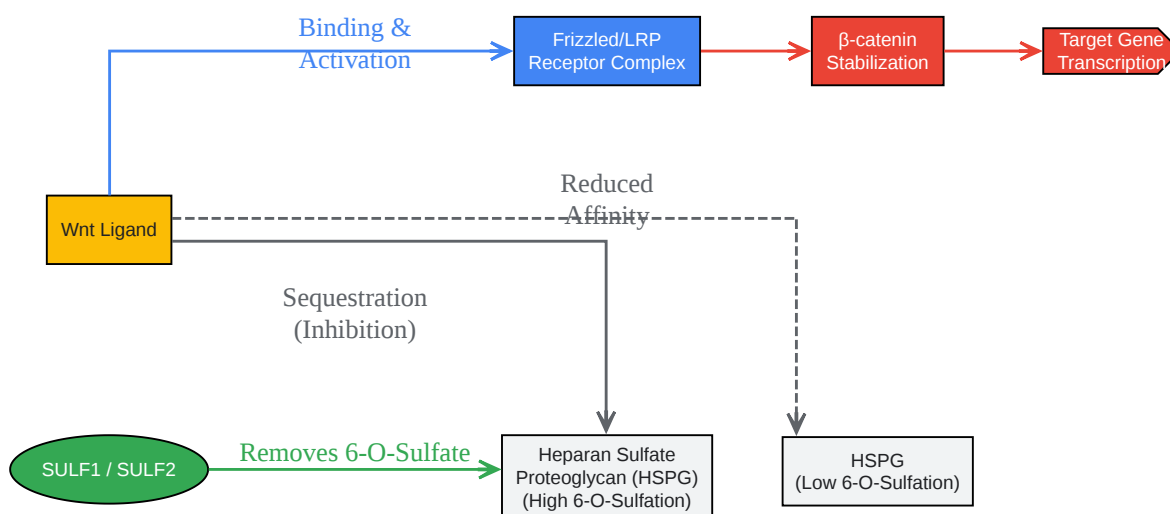 Binding &
Activation
Frizzled/LRP
Receptor Complex
β-catenin
Stabilization
Target Gene
Transcription
Reduced
Affinity
Wnt Ligand
Sequestration
(Inhibition)
SULF1 / SULF2
Removes 6-O-Sulfate
Heparan Sulfate
Proteoglycan (HSPG)
(High 6-O-Sulfation)
HSPG
(Low 6-O-Sulfation)